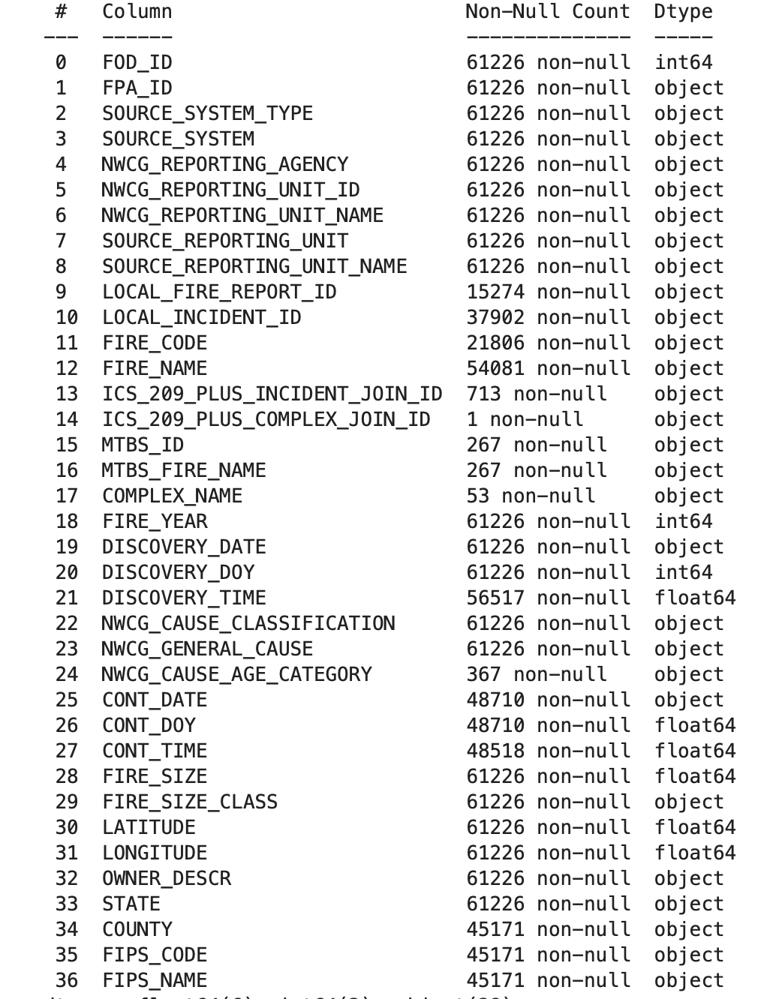 # Column Non-Null Count Dtype
--- ------ -------------- -----
0 FOD_ID 61226 non-null int64
1 FPA_ID 61226 non-null object
2 SOURCE_SYSTEM_TYPE 61226 non-null object
3 SOURCE_SYSTEM 61226 non-null object
4 NWCG_REPORTING_AGENCY 61226 non-null object
5 NWCG_REPORTING_UNIT_ID 61226 non-null object
6 NWCG_REPORTING_UNIT_NAME 61226 non-null object
7 SOURCE_REPORTING_UNIT 61226 non-null object
8 SOURCE_REPORTING_UNIT_NAME 61226 non-null object
9 LOCAL_FIRE_REPORT_ID 15274 non-null object
10 LOCAL_INCIDENT_ID 37902 non-null object
11 FIRE_CODE 21806 non-null object
12 FIRE_NAME 54081 non-null object
13 ICS_209_PLUS_INCIDENT_JOIN_ID 713 non-null object
14 ICS_209_PLUS_COMPLEX_JOIN_ID 1 non-null object
15 MTBS_ID 267 non-null object
16 MTBS_FIRE_NAME 267 non-null object
17 COMPLEX_NAME 53 non-null object
18 FIRE_YEAR 61226 non-null int64
19 DISCOVERY_DATE 61226 non-null object
20 DISCOVERY_DOY 61226 non-null int64
21 DISCOVERY_TIME 56517 non-null float64
22 NWCG_CAUSE_CLASSIFICATION 61226 non-null object
23 NWCG_GENERAL_CAUSE 61226 non-null object
24 NWCG_CAUSE_AGE_CATEGORY 367 non-null object
25 CONT_DATE 48710 non-null object
26 CONT_DOY 48710 non-null float64
27 CONT_TIME 48518 non-null float64
28 FIRE_SIZE 61226 non-null float64
29 FIRE_SIZE_CLASS 61226 non-null object
30 LATITUDE 61226 non-null float64
31 LONGITUDE 61226 non-null float64
32 OWNER_DESCR 61226 non-null object
33 STATE 61226 non-null object
34 COUNTY 45171 non-null object
35 FIPS_CODE 45171 non-null object
36 FIPS_NAME 45171 non-null object